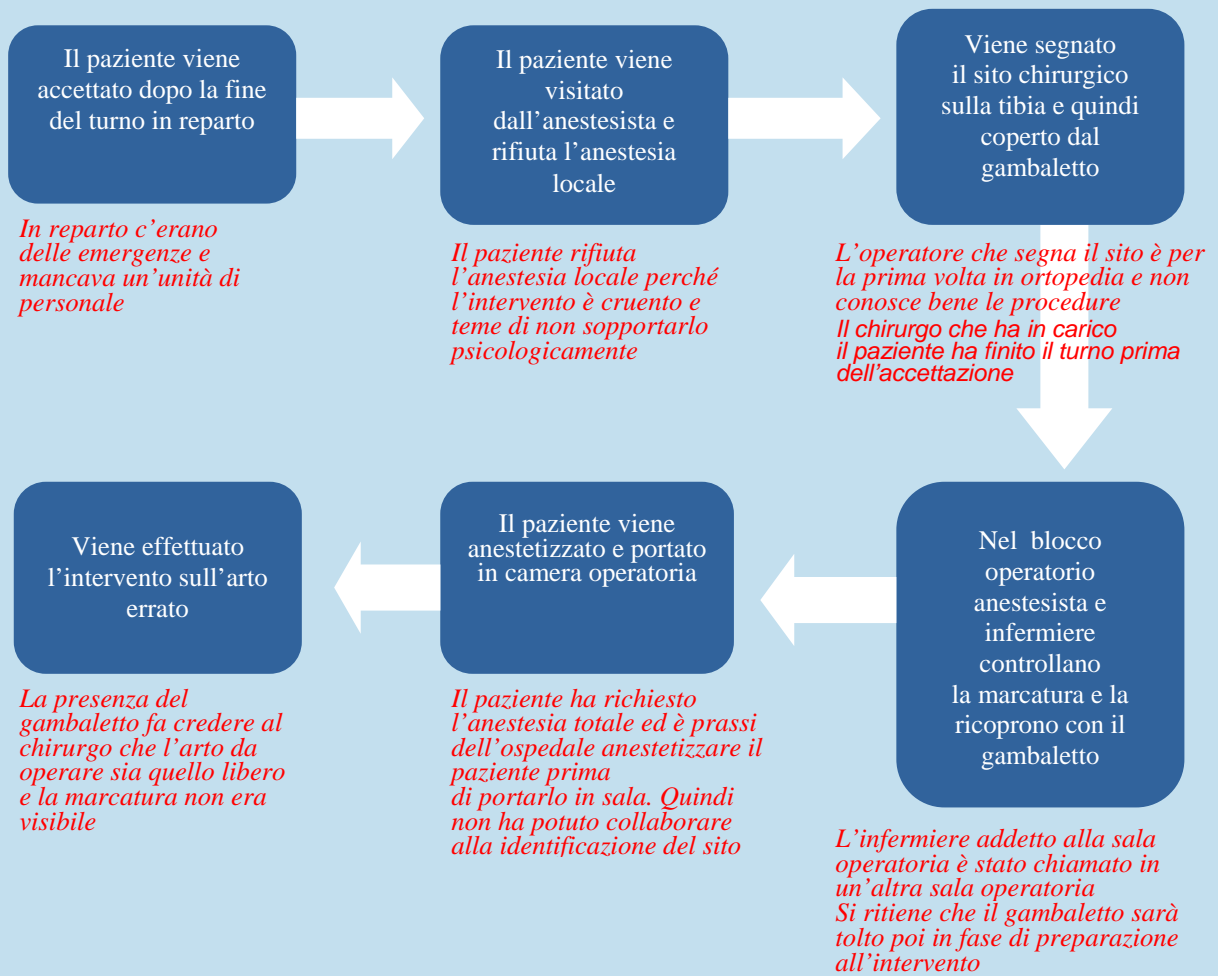 Il paziente viene
accettato dopo la fine
del turno in reparto
In reparto c'erano
delle emergenze e
mancava un'unità di
personale
Il paziente viene
visitato
dall'anestesista e
rifiuta l'anestesia
locale
Il paziente rifiuta
l'anestesia locale perché
l'intervento è cruento e
teme di non sopportarlo
psicologicamente
Viene segnato
il sito chirurgico
sulla tibia e quindi
coperto dal
gambaletto
L'operatore che segna il sito è per
la prima volta in ortopedia e non
conosce bene le procedure
Il chirurgo che ha in carico
il paziente ha finito il turno prima
dell'accettazione
Nel blocco
operatorio
anestesista e
infermiere
controllano
la marcatura e la
ricoprono con il
gambaletto
L'infermiere addetto alla sala
operatoria è stato chiamato in
un'altra sala operatoria
Si ritiene che il gambaletto sarà
tolto poi in fase di preparazione
all'intervento
Il paziente viene
anestetizzato e portato
in camera operatoria
Il paziente ha richiesto
l'anestesia totale ed è prassi
dell'ospedale anestetizzare il
paziente prima
di portarlo in sala. Quindi
non ha potuto collaborare
alla identificazione del sito
Viene effettuato
l'intervento sull'arto
errato
La presenza del
gambaletto fa credere al
chirurgo che l'arto da
operare sia quello libero
e la marcatura non era
visibile